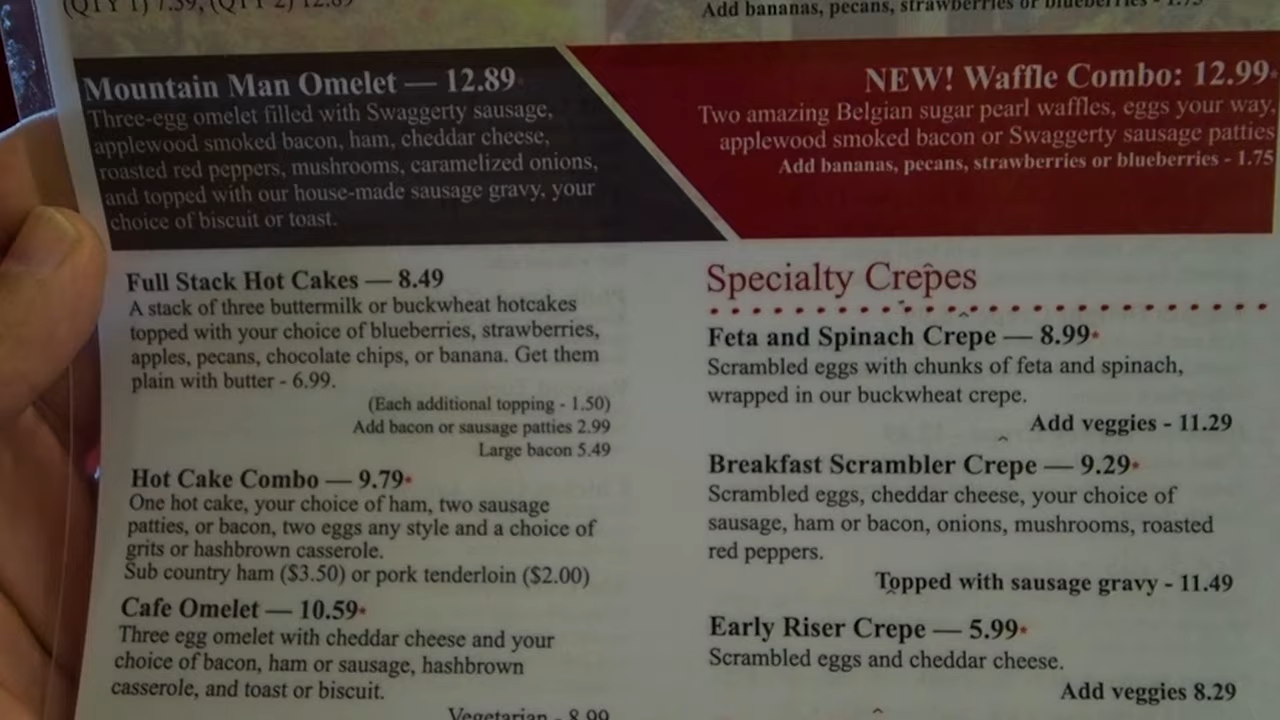 (QTY 1) 7.59, (QTY 2) 12.89
Add bananas, pecans, strawberries or blueberries - 1.75
Mountain Man Omelet — 12.89
Three-egg omelet filled with Swaggerty sausage,
applewood smoked bacon, ham, cheddar cheese,
roasted red peppers, mushrooms, caramelized onions,
and topped with our house-made sausage gravy, your
choice of biscuit or toast.
NEW! Waffle Combo: 12.99*
Two amazing Belgian sugar pearl waffles, eggs your way,
applewood smoked bacon or Swaggerty sausage patties
Add bananas, pecans, strawberries or blueberries - 1.75
Full Stack Hot Cakes — 8.49
A stack of three buttermilk or buckwheat hotcakes
topped with your choice of blueberries, strawberries,
apples, pecans, chocolate chips, or banana. Get them
plain with butter - 6.99.
(Each additional topping - 1.50)
Add bacon or sausage patties 2.99
Large bacon 5.49
Hot Cake Combo — 9.79*
One hot cake, your choice of ham, two sausage
patties, or bacon, two eggs any style and a choice of
grits or hashbrown casserole.
Sub country ham ($3.50) or pork tenderloin ($2.00)
Cafe Omelet — 10.59*
Three egg omelet with cheddar cheese and your
choice of bacon, ham or sausage, hashbrown
casserole, and toast or biscuit.
Vegetarian - 8.99
Specialty Crepes
Feta and Spinach Crepe — 8.99*
Scrambled eggs with chunks of feta and spinach,
wrapped in our buckwheat crepe.
Add veggies - 11.29
Breakfast Scrambler Crepe — 9.29*
Scrambled eggs, cheddar cheese, your choice of
sausage, ham or bacon, onions, mushrooms, roasted
red peppers.
Topped with sausage gravy - 11.49
Early Riser Crepe — 5.99*
Scrambled eggs and cheddar cheese.
Add veggies 8.29